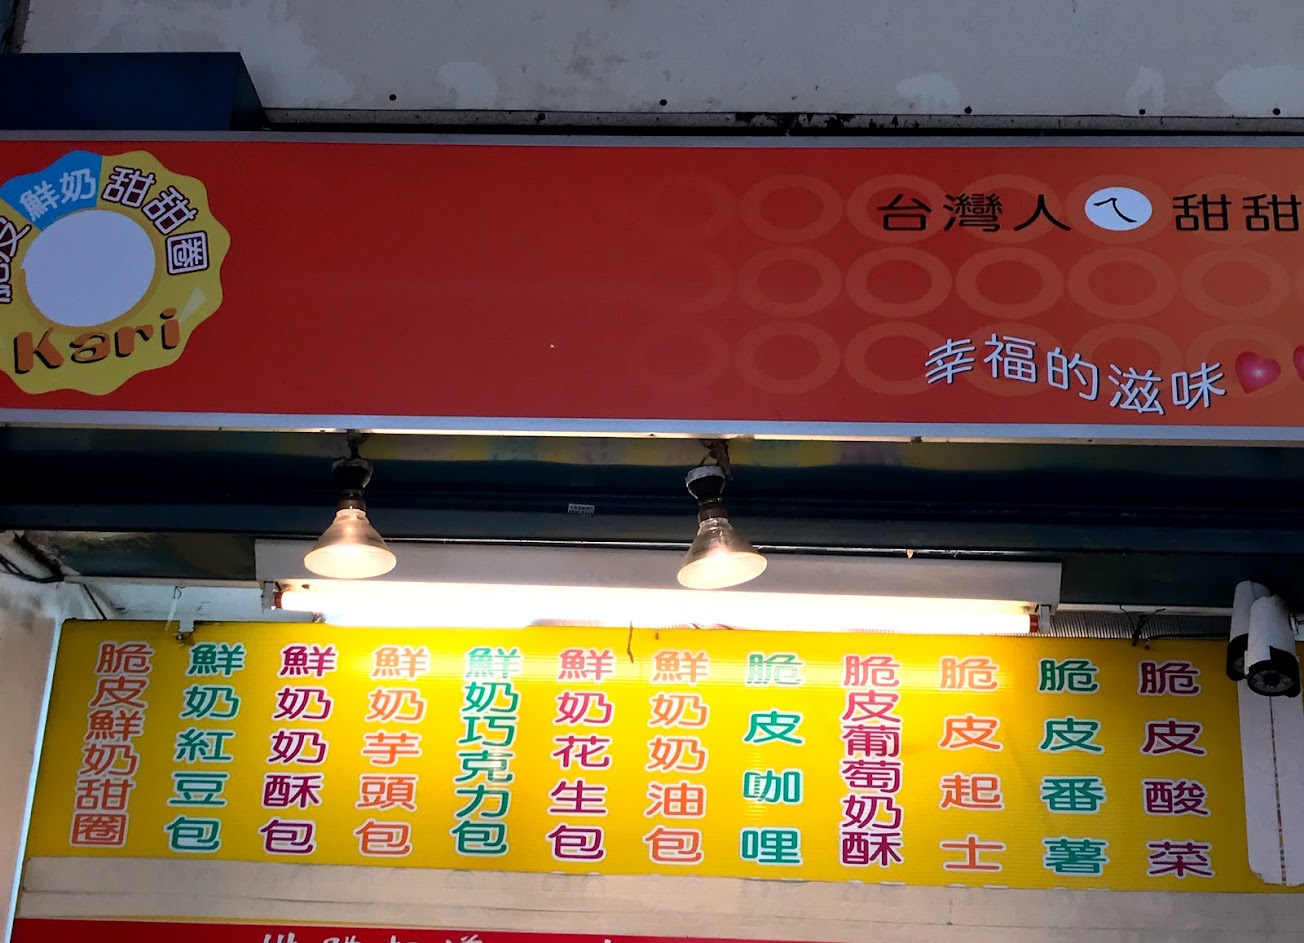 鮮奶甜甜圈
Kari
台灣人ㄟ甜甜
幸福的滋味
脆皮鮮奶甜圈
鮮奶紅豆包
鮮奶奶酥包
鮮奶芋頭包
鮮奶巧克力包
鮮奶花生包
鮮奶奶油包
脆皮咖哩
脆皮葡萄奶酥
脆皮起士
脆皮番薯
脆皮酸菜